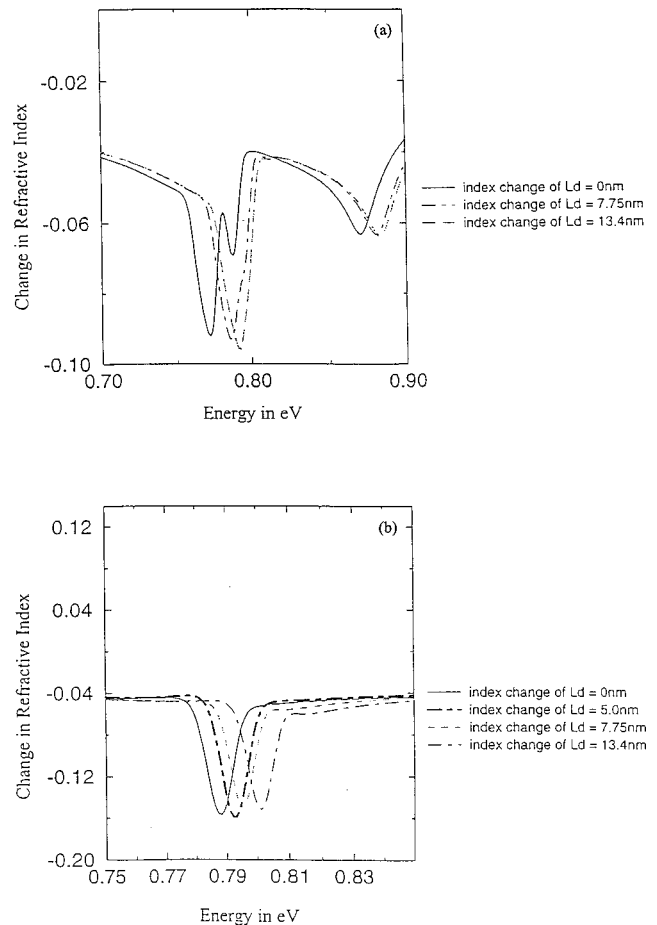 (a)
-0.02
-0.06
-0.10
0.70
0.80
0.90
Change in Refractive Index
Energy in eV
index change of Ld = 0nm
index change of Ld = 7.75nm
index change of Ld = 13.4nm
(b)
0.12
0.04
-0.04
-0.12
-0.20
0.75
0.77
0.79
0.81
0.83
Change in Refractive Index
Energy in eV
index change of Ld = 0nm
index change of Ld = 5.0nm
index change of Ld = 7.75nm
index change of Ld = 13.4nm